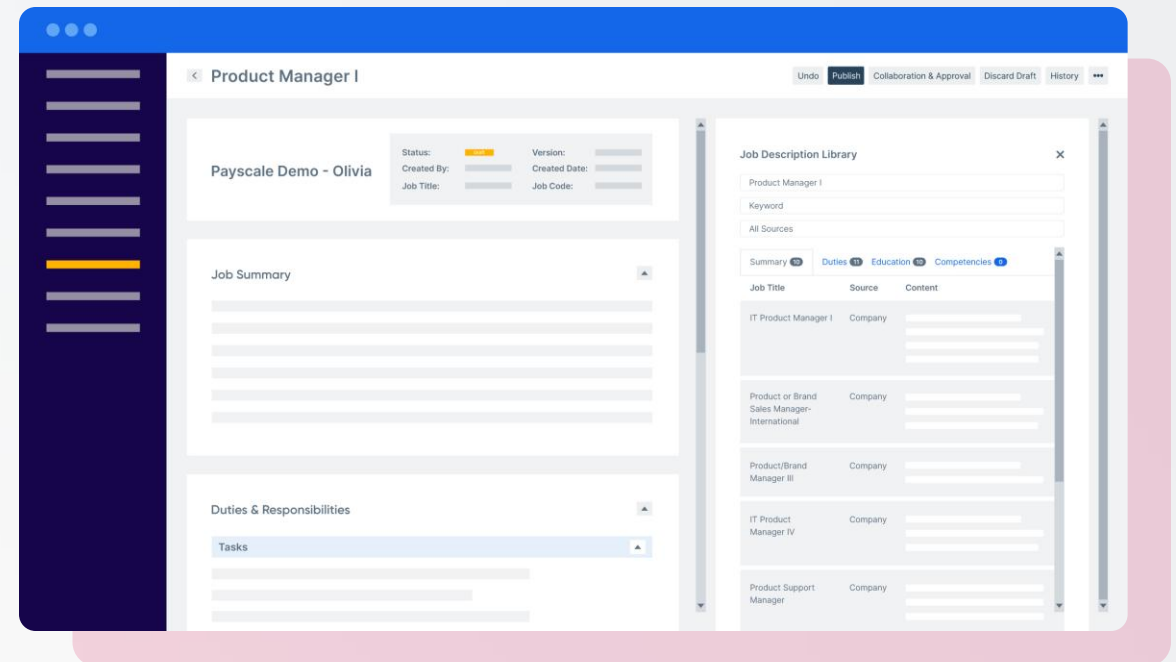 Product Manager I
Undo
Publish
Collaboration & Approval
Discard Draft
History
Payscale Demo - Olivia
Status:
Version:
Created By:
Created Date:
Job Title:
Job Code:
Job Summary
Duties & Responsibilities
Tasks
Job Description Library
Product Manager I
Keyword
All Sources
Summary 10 Duties 11 Education 10 Competencies 0
Job Title Source Content
IT Product Manager I Company
Product or Brand Company
Sales Manager-
International
Product/Brand Company
Manager III
IT Product Company
Manager IV
Product Support Company
Manager